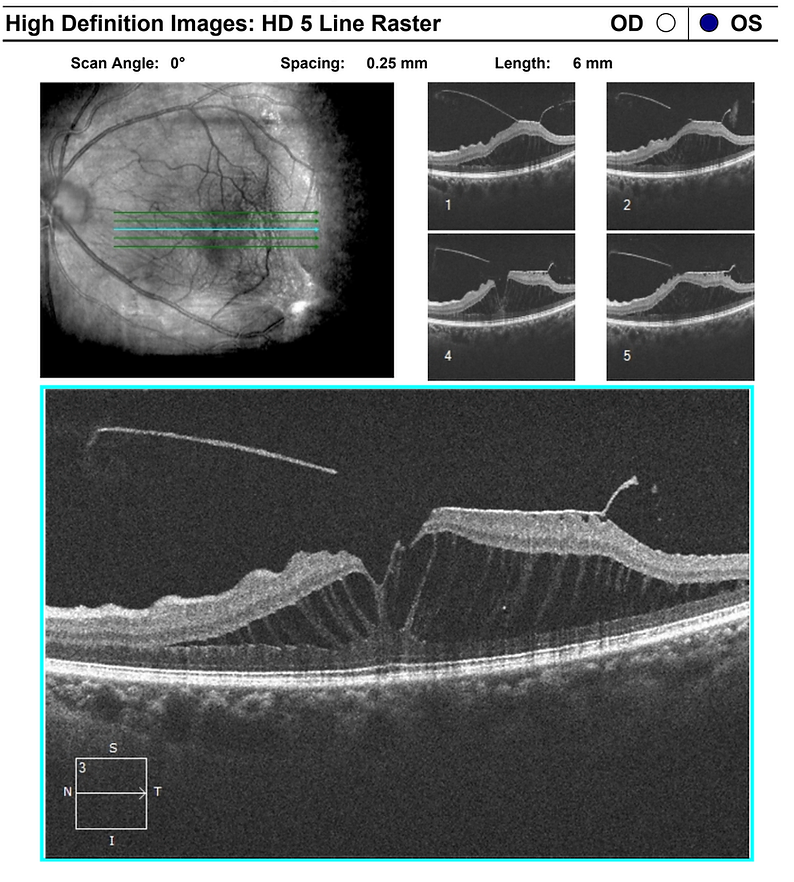 High Definition Images: HD 5 Line Raster OD OS
Scan Angle: 0° Spacing: 0.25 mm Length: 6 mm
1
2
4
5
S
3
N T
I